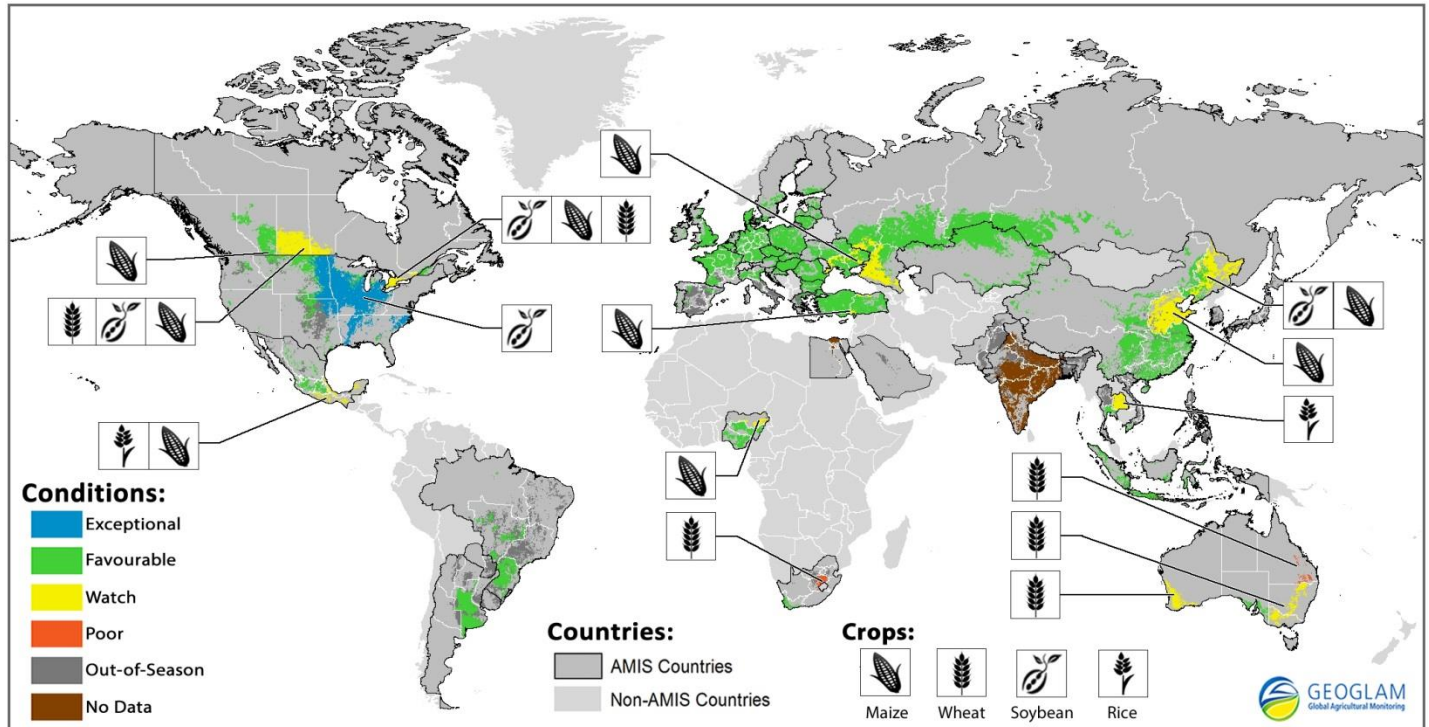 Conditions:
Exceptional
Favourable
Watch
Poor
Out-of-Season
No Data
Countries:
AMIS Countries
Non-AMIS Countries
Crops:
Maize
Wheat
Soybean
Rice
GEOGLAM
Global Agricultural Monitoring